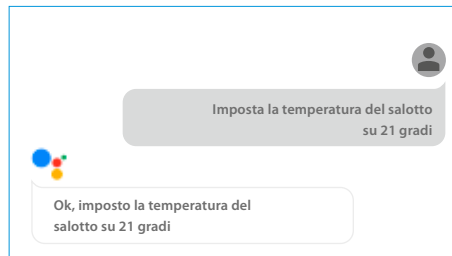 Imposta la temperatura del salotto
su 21 gradi
Ok, imposto la temperatura del
salotto su 21 gradi